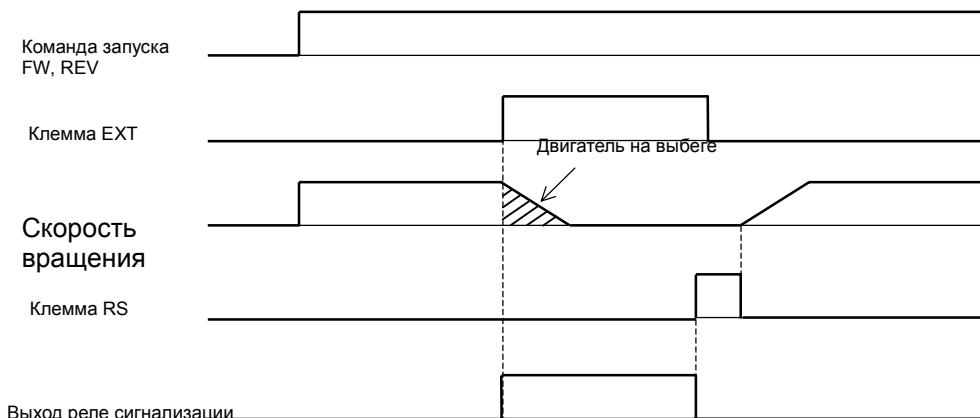 Команда запуска
FW, REV
Клемма EXT
Двигатель на выбеге
Скорость
вращения
Клемма RS
Выход реле сигнализации